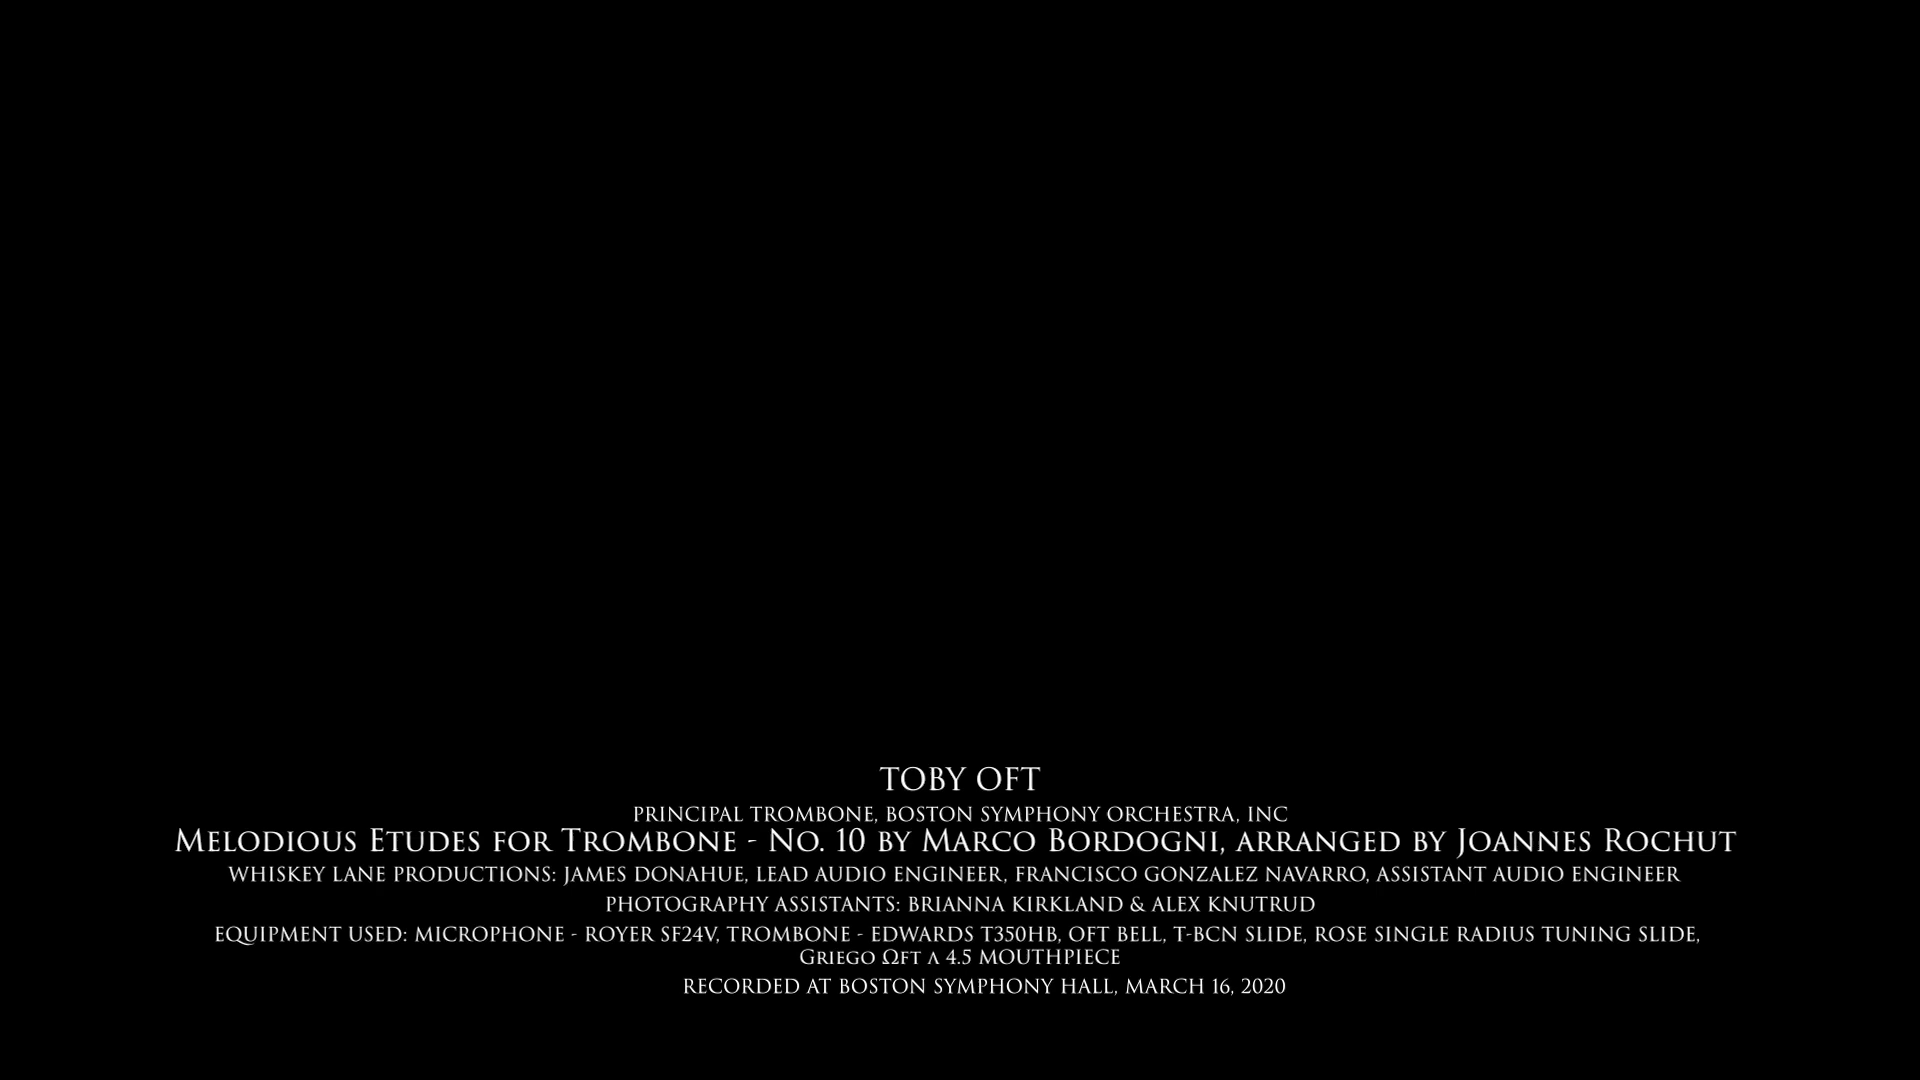 TOBY OFT
PRINCIPAL TROMBONE, BOSTON SYMPHONY ORCHESTRA, INC
Melodious Etudes for Trombone - No. 10 by Marco Bordogni, arranged by Joannes Rochut
WHISKEY LANE PRODUCTIONS: JAMES DONAHUE, LEAD AUDIO ENGINEER, FRANCISCO GONZALEZ NAVARRO, ASSISTANT AUDIO ENGINEER
PHOTOGRAPHY ASSISTANTS: BRIANNA KIRKLAND & ALEX KNUTRUD
EQUIPMENT USED: MICROPHONE - ROYER SF24V, TROMBONE - EDWARDS T350HB, OFT BELL, T-BCN SLIDE, ROSE SINGLE RADIUS TUNING SLIDE,
Griego Ωft λ 4.5 MOUTHPIECE
RECORDED AT BOSTON SYMPHONY HALL, MARCH 16, 2020